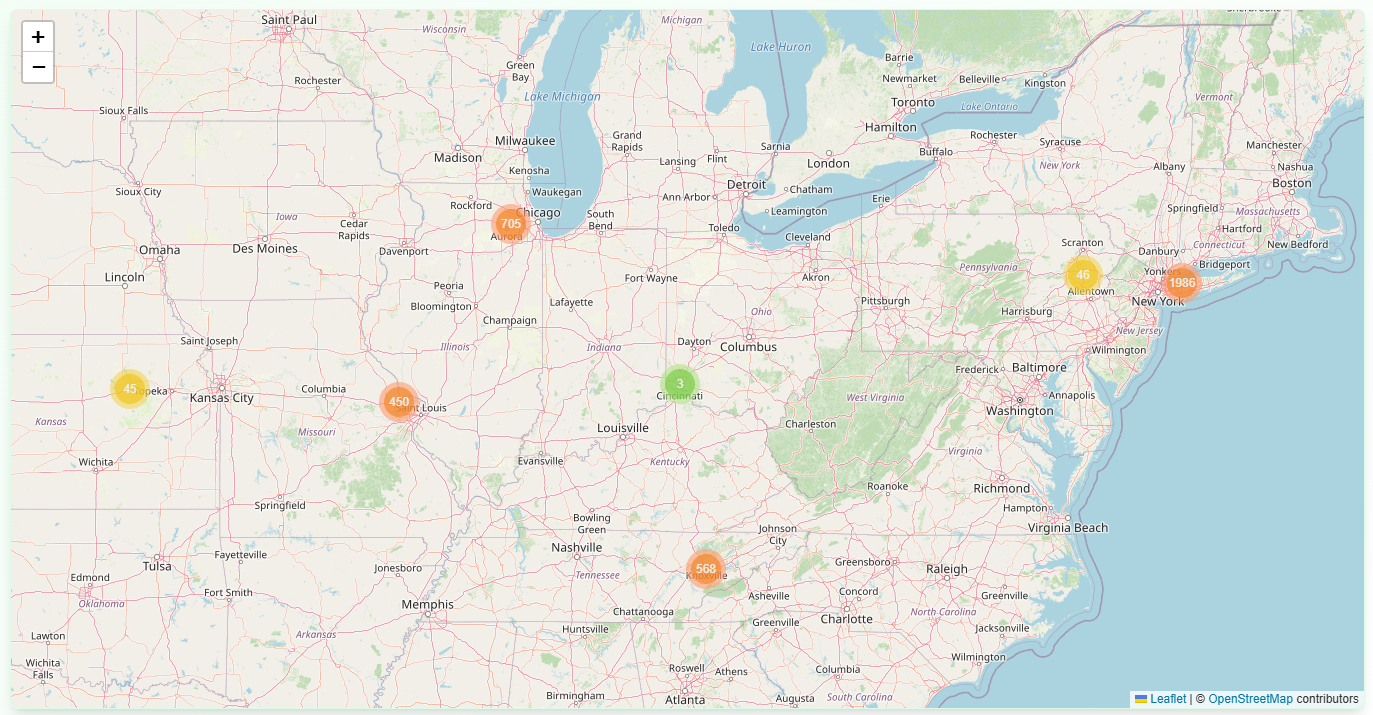 Saint Paul
Michigan
Wisconsin
+
−
Green
Bay
Lake Huron
Barrie
Newmarket
Belleville
Kingston
Rochester
Lake Michigan
Toronto
Lake Ontario
Vermont
Sioux Falls
Hamilton
Grand
Rapids
Milwaukee
Madison
Lansing
Flint
Sarnia
London
Buffalo
Rochester
Syracuse
New York
Albany
Manchester
Nashua
Boston
Kenosha
Waukegan
Sioux City
Ann Arbor
Detroit
Chatham
Leamington
Erie
Springfield
Massachusetts
Rockford
Chicago
705
Aurora
South
Bend
Iowa
Cedar
Rapids
Toledo
Cleveland
Hartford
Connecticut
New Bedford
Omaha
Des Moines
Davenport
Scranton
Danbury
Bridgeport
Lincoln
Fort Wayne
Akron
Pennsylvania
46
Allentown
Yonkers
1986
New York
Peoria
Bloomington
Lafayette
Pittsburgh
Harrisburg
Champaign
Ohio
New Jersey
Saint Joseph
Illinois
Indiana
Dayton
Columbus
Wilmington
45
Topeka
Kansas City
Columbia
450
Saint Louis
3
Cincinnati
Frederick
Baltimore
West Virginia
Annapolis
Washington
Kansas
Missouri
Louisville
Charleston
Wichita
Evansville
Kentucky
Virginia
Springfield
Roanoke
Richmond
Hampton
Virginia Beach
Bowling
Green
Johnson
City
Nashville
Tulsa
Fayetteville
Jonesboro
568
Knoxville
Tennessee
Greensboro
Raleigh
Edmond
Oklahoma
Fort Smith
Memphis
Asheville
Concord
Greenville
Chattanooga
Charlotte
North Carolina
Lawton
Arkansas
Huntsville
Greenville
Jacksonville
Wichita
Falls
Roswell
Athens
Columbia
Wilmington
Birmingham
Atlanta
Augusta
South Carolina
Leaflet | © OpenStreetMap contributors